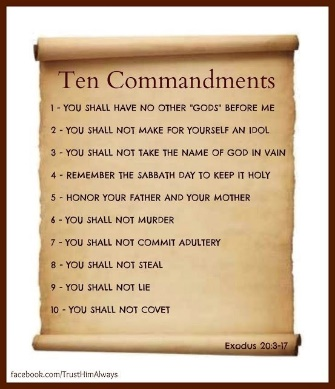 Ten Commandments
1 - YOU SHALL HAVE NO OTHER "GODS" BEFORE ME
2 - YOU SHALL NOT MAKE FOR YOURSELF AN IDOL
3 - YOU SHALL NOT TAKE THE NAME OF GOD IN VAIN
4 - REMEMBER THE SABBATH DAY TO KEEP IT HOLY
5 - HONOR YOUR FATHER AND YOUR MOTHER
6 - YOU SHALL NOT MURDER
7 - YOU SHALL NOT COMMIT ADULTERY
8 - YOU SHALL NOT STEAL
9 - YOU SHALL NOT LIE
10 - YOU SHALL NOT COVET
Exodus 20:3-17
facebook.com/TrustHimAlways